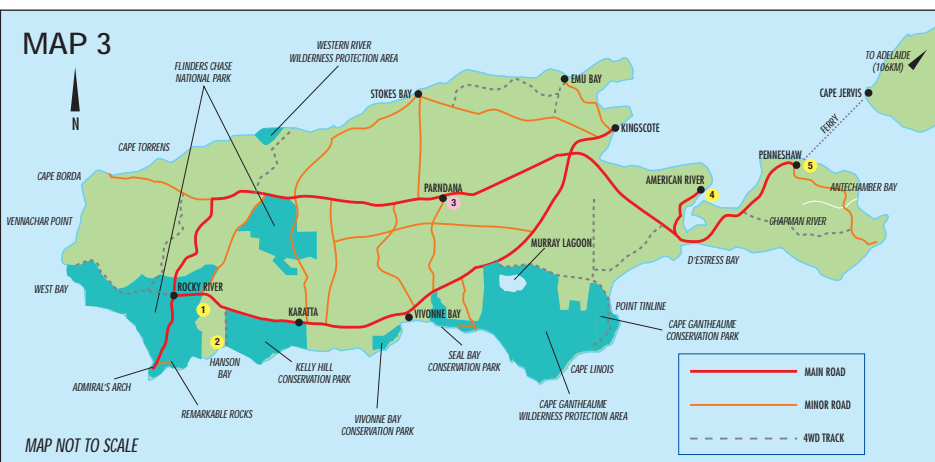 MAP 3
N
FLINDERS CHASE
NATIONAL PARK
WESTERN RIVER
WILDERNESS PROTECTION AREA
TO ADELAIDE
(106KM)
CAPE JERVIS
FERRY
EMU BAY
STOKES BAY
KINGSCOTE
CAPE TORRENS
CAPE BORDA
VENNACHAR POINT
PARNDANA
3
PENNESHAW
5
AMERICAN RIVER
4
ANTECHAMBER BAY
CHAPMAN RIVER
MURRAY LAGOON
D'ESTRESS BAY
WEST BAY
ROCKY RIVER
1
KARATTA
VIVONNE BAY
POINT TINLINE
2
HANSON
BAY
CAPE GANTHEAUME
CONSERVATION PARK
SEAL BAY
CONSERVATION PARK
KELLY HILL
CONSERVATION PARK
CAPE LINOIS
ADMIRAL'S ARCH
REMARKABLE ROCKS
VIVONNE BAY
CONSERVATION PARK
CAPE GANTHEAUME
WILDERNESS PROTECTION AREA
MAIN ROAD
MINOR ROAD
4WD TRACK
MAP NOT TO SCALE